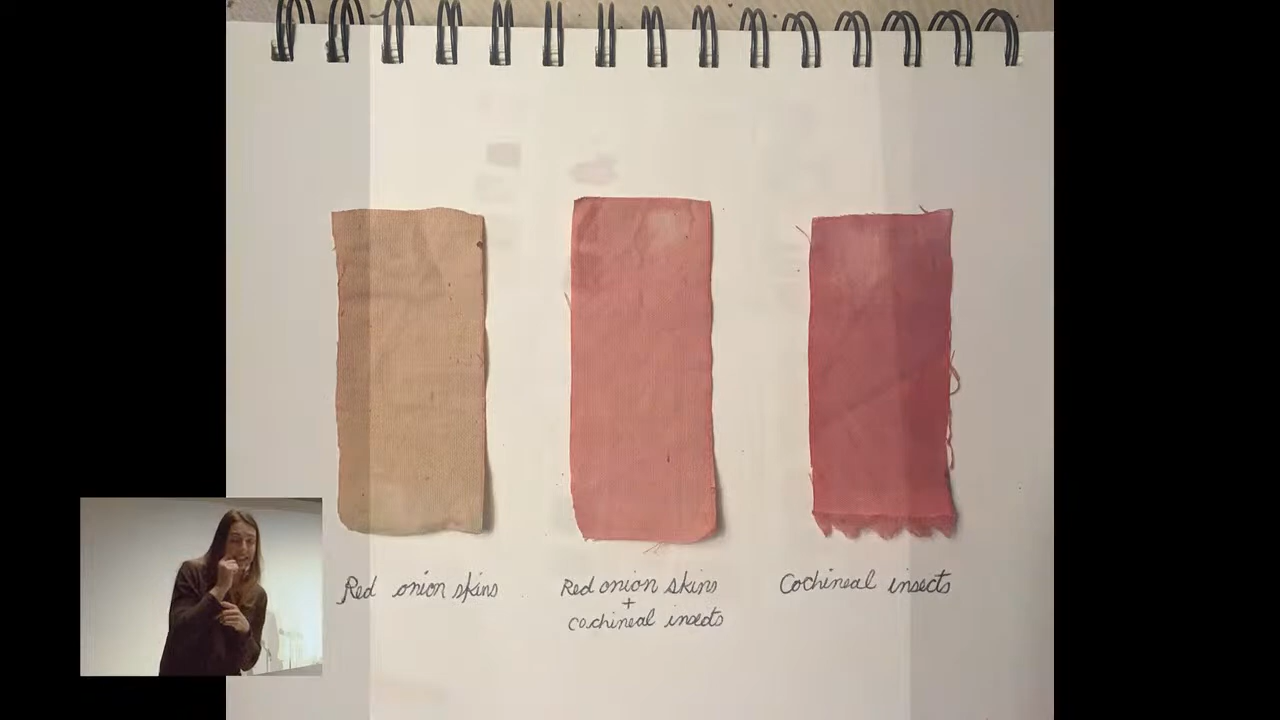 Red onion skins
Red onion skins
+
cochineal insects
Cochineal insects